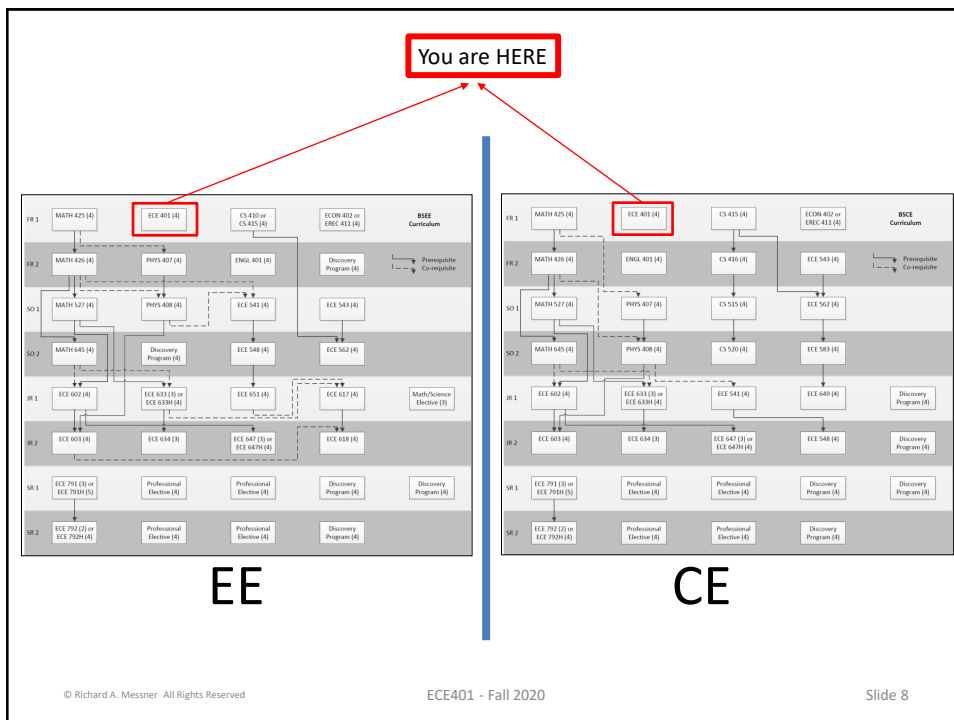 You are HERE
FR 1
MATH 425 (4)
ECE 401 (4)
CS 410 or
CS 415 (4)
ECON 402 or
EREC 411 (4)
BSEE
Curriculum
FR 2
MATH 426 (4)
PHYS 407 (4)
ENGL 401 (4)
Discovery
Program (4)
Prerequisite
Co-requisite
SO 1
MATH 527 (4)
PHYS 408 (4)
ECE 541 (4)
ECE 543 (4)
SO 2
MATH 645 (4)
Discovery
Program (4)
ECE 548 (4)
ECE 562 (4)
JR 1
ECE 602 (4)
ECE 633 (3) or
ECE 633H (4)
ECE 651 (4)
ECE 617 (4)
Math/Science
Elective (3)
JR 2
ECE 603 (4)
ECE 634 (3)
ECE 647 (3) or
ECE 647H (4)
ECE 618 (4)
SR 1
ECE 791 (3) or
ECE 791H (5)
Professional
Elective (4)
Professional
Elective (4)
Discovery
Program (4)
Discovery
Program (4)
SR 2
ECE 792 (2) or
ECE 792H (4)
Professional
Elective (4)
Professional
Elective (4)
Discovery
Program (4)
EE
FR 1
MATH 425 (4)
ECE 401 (4)
CS 415 (4)
ECON 402 or
EREC 411 (4)
BSCE
Curriculum
FR 2
MATH 426 (4)
ENGL 401 (4)
CS 416 (4)
ECE 543 (4)
Prerequisite
Co-requisite
SO 1
MATH 527 (4)
PHYS 407 (4)
CS 515 (4)
ECE 562 (4)
SO 2
MATH 645 (4)
PHYS 408 (4)
CS 520 (4)
ECE 583 (4)
JR 1
ECE 602 (4)
ECE 633 (3) or
ECE 633H (4)
ECE 541 (4)
ECE 649 (4)
Discovery
Program (4)
JR 2
ECE 603 (4)
ECE 634 (3)
ECE 647 (3) or
ECE 647H (4)
ECE 548 (4)
Discovery
Program (4)
SR 1
ECE 791 (3) or
ECE 791H (5)
Professional
Elective (4)
Professional
Elective (4)
Discovery
Program (4)
Discovery
Program (4)
SR 2
ECE 792 (2) or
ECE 792H (4)
Professional
Elective (4)
Professional
Elective (4)
Discovery
Program (4)
CE
© Richard A. Messner All Rights Reserved
ECE401 - Fall 2020
Slide 8